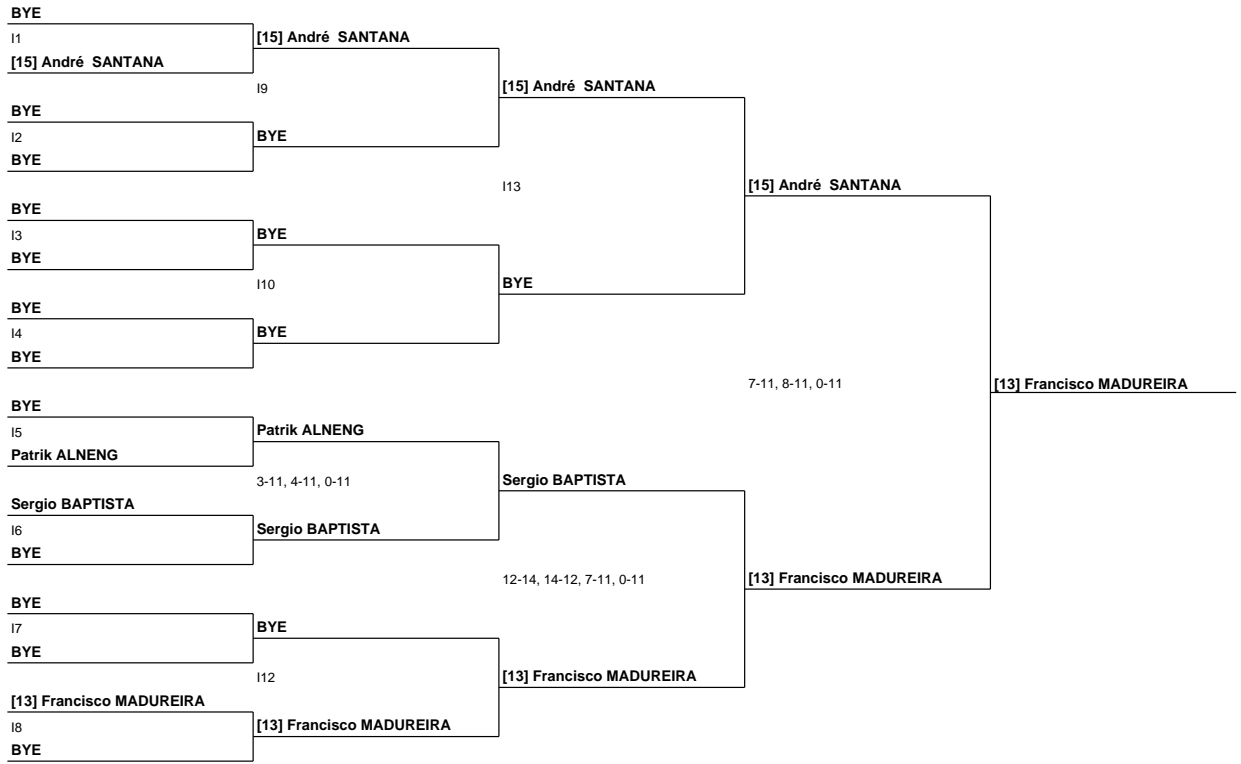 BYE
I1
[15] André SANTANA
BYE
I2
BYE
BYE
I3
BYE
BYE
I4
BYE
BYE
I5
Patrik ALNENG
Sergio BAPTISTA
I6
BYE
BYE
I7
BYE
[13] Francisco MADUREIRA
I8
BYE
[15] André SANTANA
I9
BYE
BYE
I10
BYE
Patrik ALNENG
3-11, 4-11, 0-11
Sergio BAPTISTA
BYE
I12
[13] Francisco MADUREIRA
[15] André SANTANA
I13
BYE
Sergio BAPTISTA
12-14, 14-12, 7-11, 0-11
[13] Francisco MADUREIRA
[15] André SANTANA
7-11, 8-11, 0-11
[13] Francisco MADUREIRA
[13] Francisco MADUREIRA